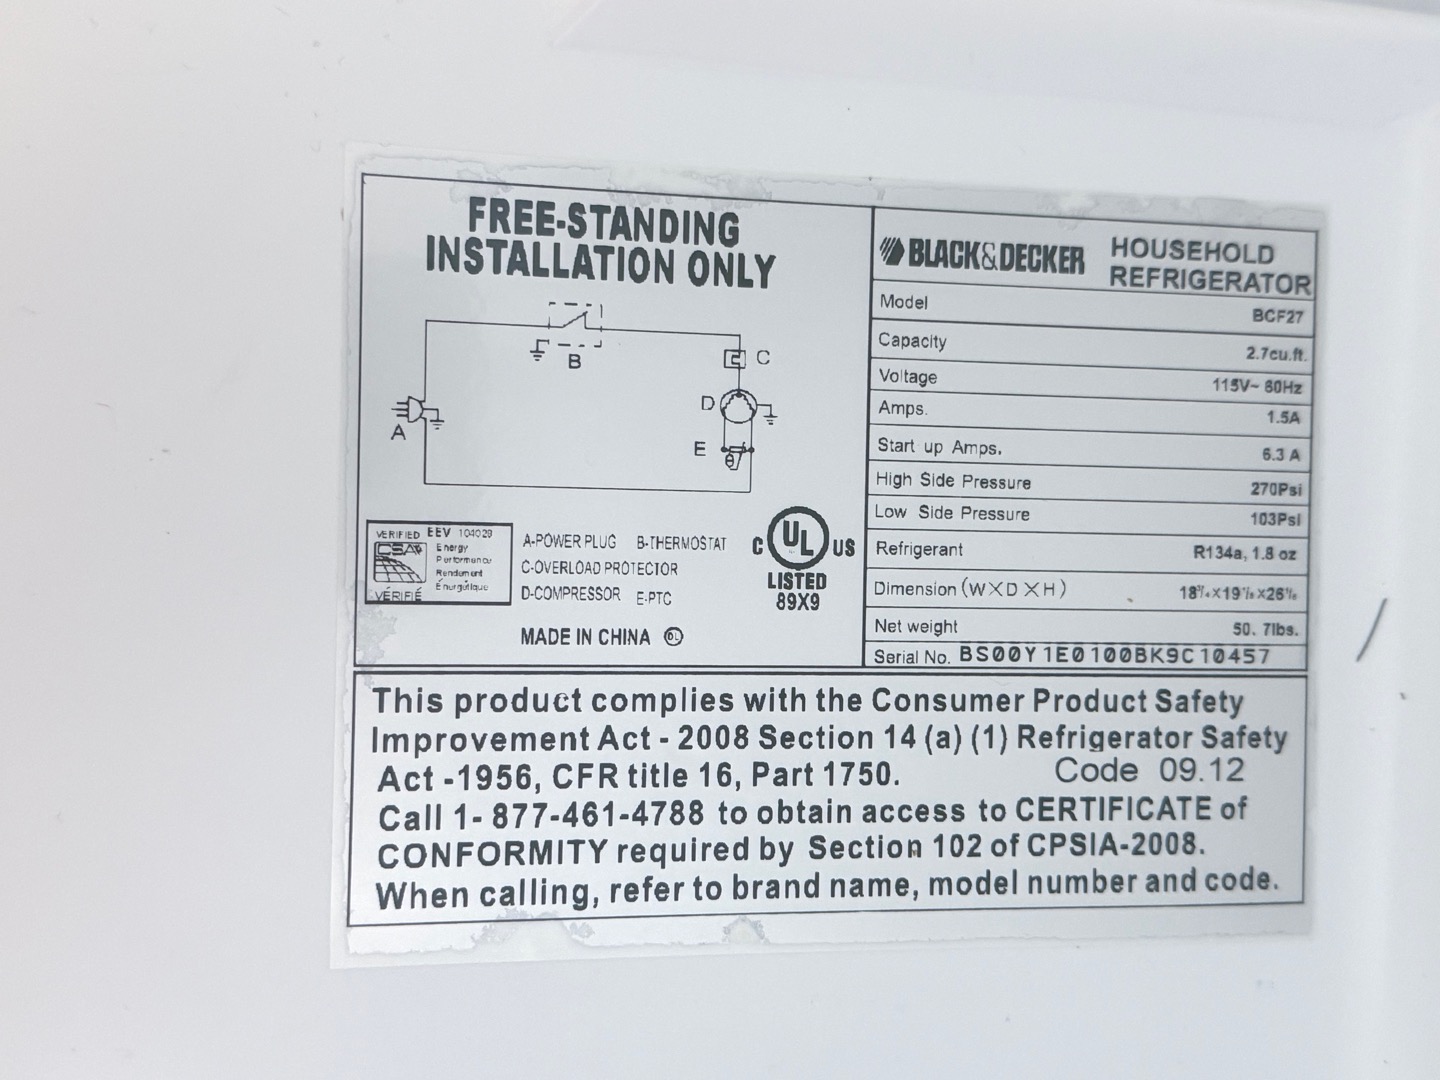 FREE-STANDING
INSTALLATION ONLY
B
C
D
A
E
VERIFIED EEV 104029
CSA
Energy
Performance
Rendement
Énergétique
VÉRIFIÉ
A-POWER PLUG B-THERMOSTAT
C-OVERLOAD PROTECTOR
D-COMPRESSOR E-PTC
MADE IN CHINA
C UL US
LISTED
89X9
BLACK&DECKER HOUSEHOLD
REFRIGERATOR
Model BCF27
Capacity 2.7cu.ft.
Voltage 115V~ 60Hz
Amps. 1.5A
Start up Amps. 6.3 A
High Side Pressure 270Psi
Low Side Pressure 103Psi
Refrigerant R134a, 1.8 oz
Dimension (W×D×H)
Net weight 50.7lbs.
Serial No. BS00Y1E0100BK9C10457
This product complies with the Consumer Product Safety
Improvement Act - 2008 Section 14 (a) (1) Refrigerator Safety
Act -1956, CFR title 16, Part 1750. Code 09.12
Call 1- 877-461-4788 to obtain access to CERTIFICATE of
CONFORMITY required by Section 102 of CPSIA-2008.
When calling, refer to brand name, model number and code.